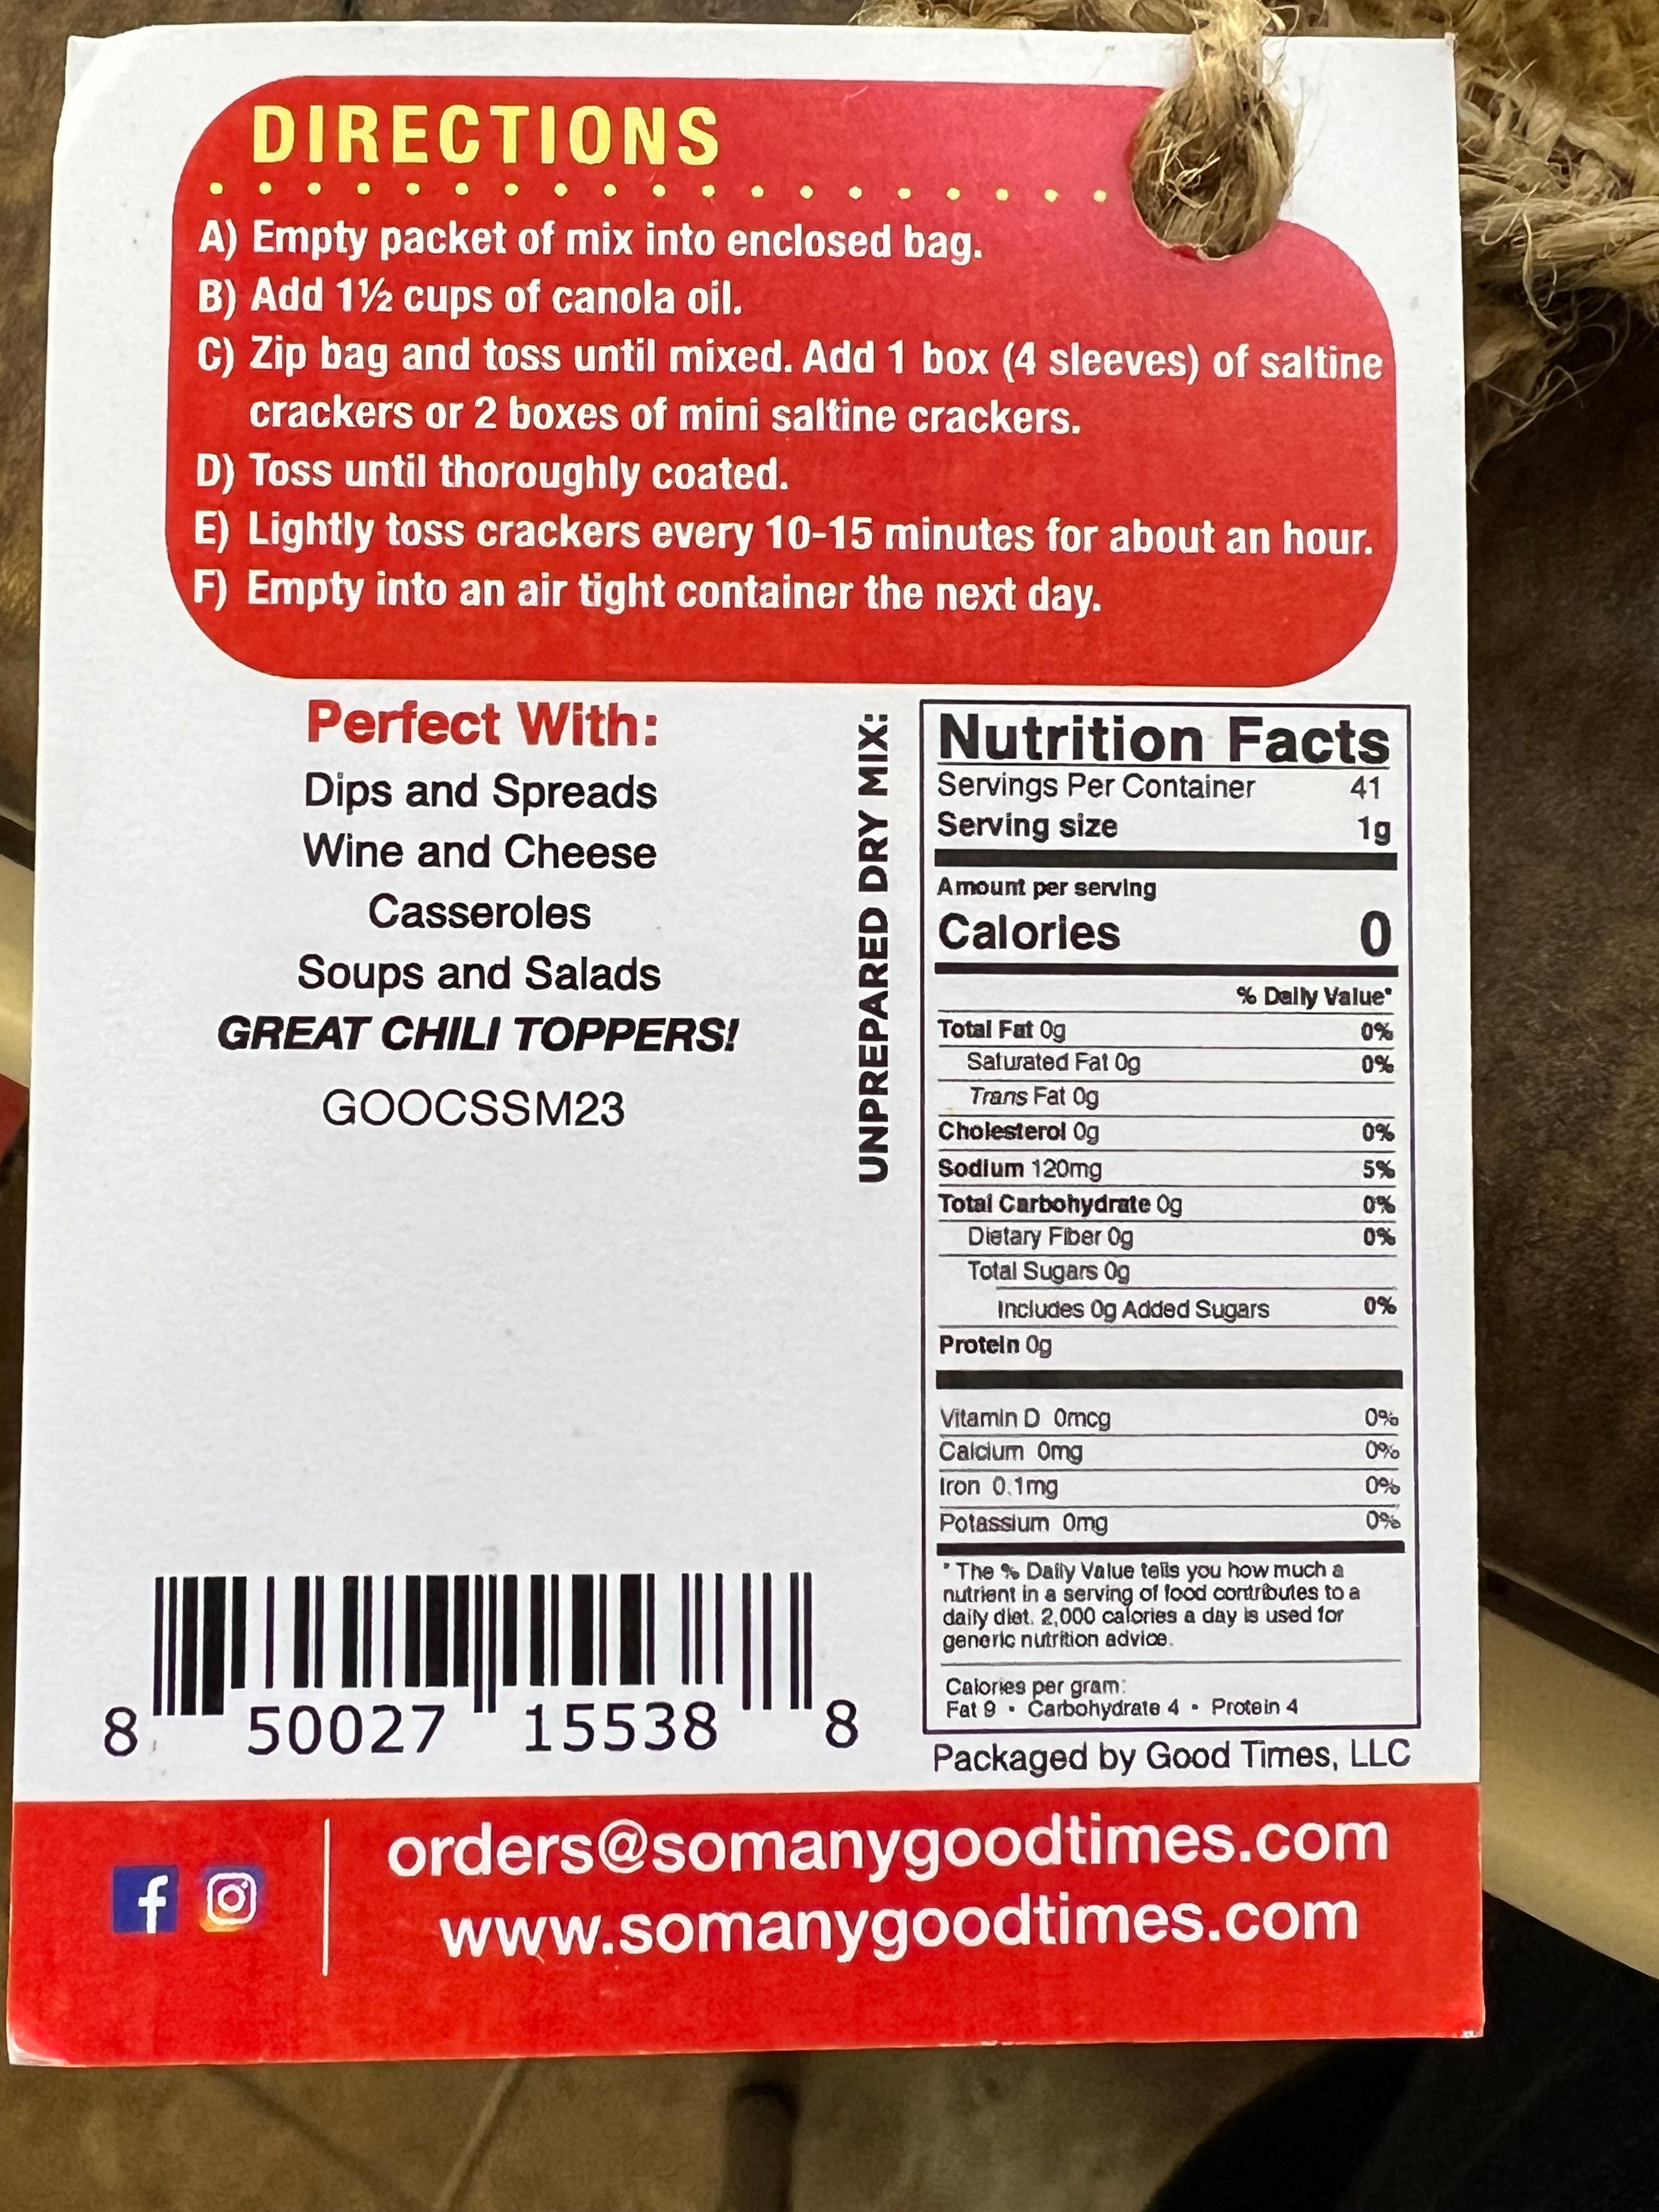 DIRECTIONS
A) Empty packet of mix into enclosed bag.
B) Add 1½ cups of canola oil.
C) Zip bag and toss until mixed. Add 1 box (4 sleeves) of saltine
crackers or 2 boxes of mini saltine crackers.
D) Toss until thoroughly coated.
E) Lightly toss crackers every 10-15 minutes for about an hour.
F) Empty into an air tight container the next day.
Perfect With:
Dips and Spreads
Wine and Cheese
Casseroles
Soups and Salads
GREAT CHILI TOPPERS!
GOOCSSM23
UNPREPARED DRY MIX:
Nutrition Facts
Servings Per Container 41
Serving size 1g
Amount per serving
Calories 0
% Daily Value*
Total Fat 0g 0%
Saturated Fat 0g 0%
Trans Fat 0g
Cholesterol 0g 0%
Sodium 120mg 5%
Total Carbohydrate 0g 0%
Dietary Fiber 0g 0%
Total Sugars 0g
Includes 0g Added Sugars 0%
Protein 0g
Vitamin D 0mcg 0%
Calcium 0mg 0%
Iron 0.1mg 0%
Potassium 0mg 0%
* The % Daily Value tells you how much a
nutrient in a serving of food contributes to a
daily diet. 2,000 calories a day is used for
generic nutrition advice.
Calories per gram:
Fat 9 • Carbohydrate 4 • Protein 4
8 50027 15538 8
Packaged by Good Times, LLC
f
orders@somanygoodtimes.com
www.somanygoodtimes.com